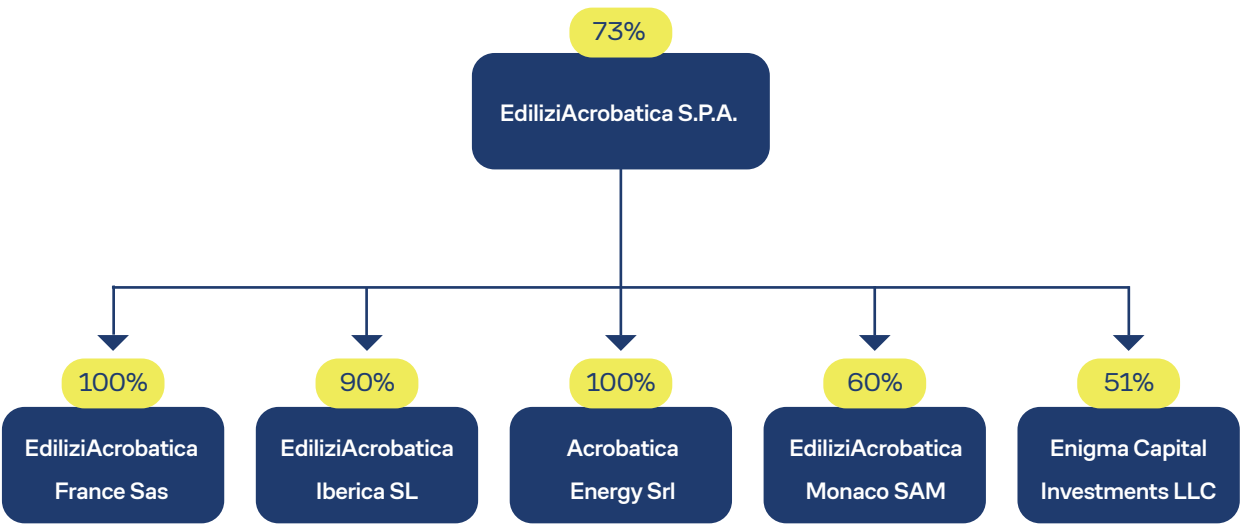 73%
EdiliziAcrobatica S.P.A.
100%
90%
100%
60%
51%
EdiliziAcrobatica
France Sas
EdiliziAcrobatica
Iberica SL
Acrobatica
Energy Srl
EdiliziAcrobatica
Monaco SAM
Enigma Capital
Investments LLC